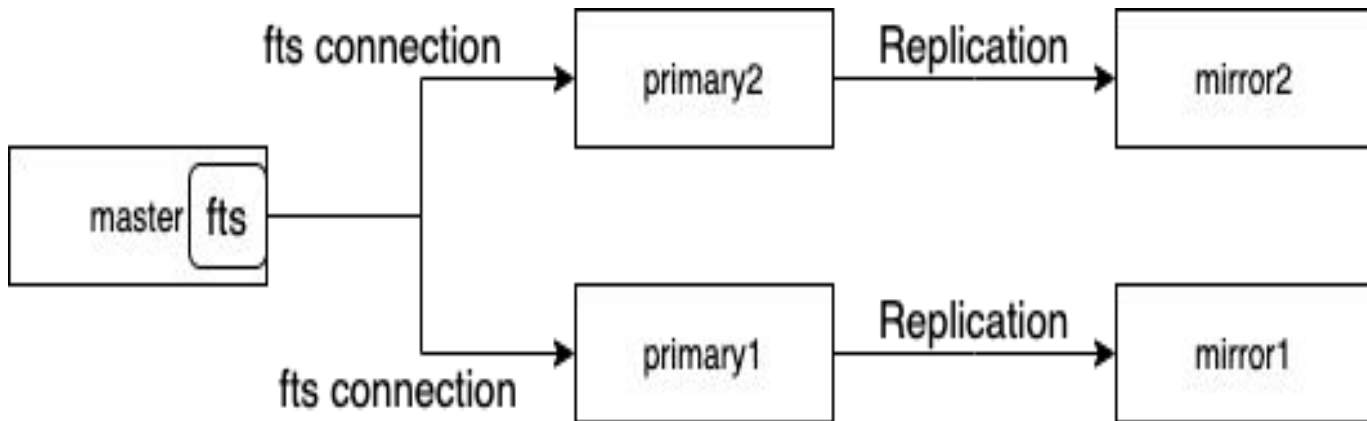 fts connection
primary2
Replication
mirror2
master
fts
fts connection
primary1
Replication
mirror1